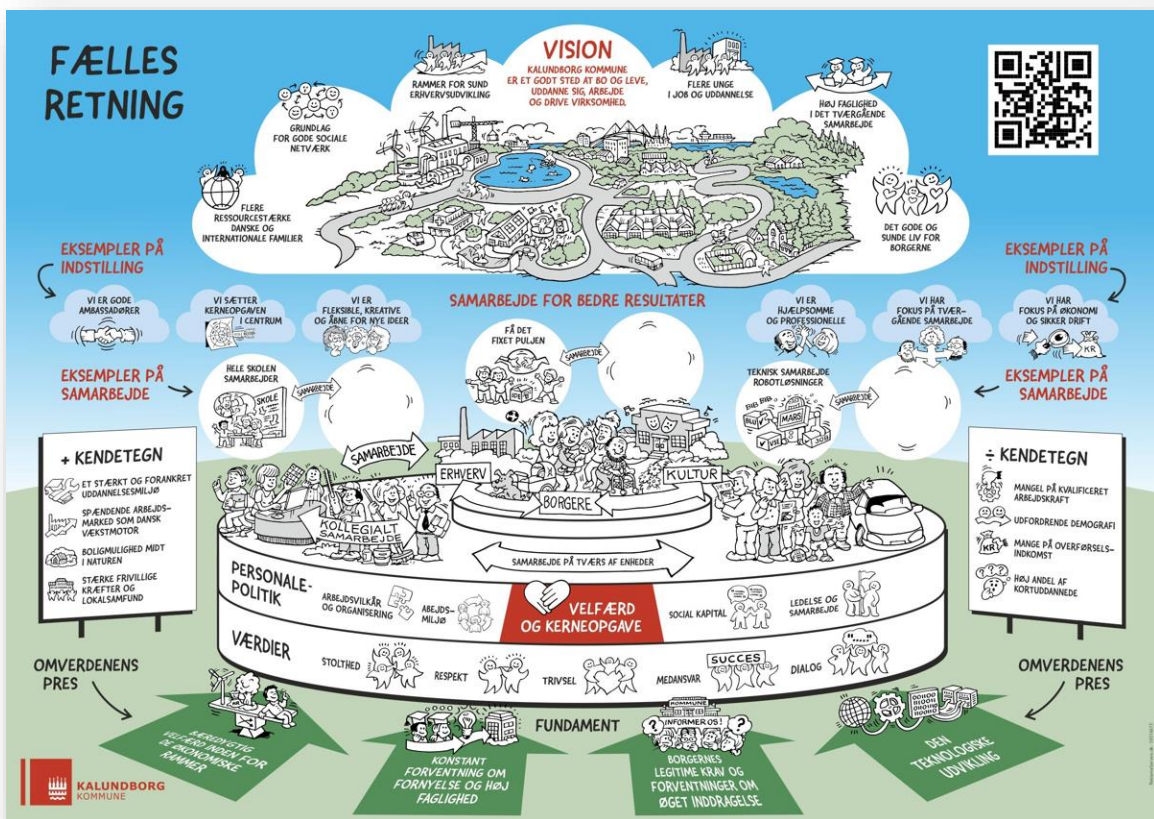 FÆLLES
RETNING
VISION
KALUNDBORG KOMMUNE
ER ET GODT STED AT BO OG LEVE,
UDDANNE SIG, ARBEJDE
OG DRIVE VIRKSOMHED.
RAMMER FOR SUND
ERHVERVSUDVIKLING
FLERE UNGE
I JOB OG UDDANNELSE
GRUNDLAG
FOR GODE SOCIALE
NETVÆRK
HØJ FAGLIGHED
I DET TVÆRGÅENDE
SAMARBEJDE
FLERE
RESSOURCESTÆRKE
DANSKE OG
INTERNATIONALE FAMILIER
DET GODE OG
SUNDE LIV FOR
BORGERNE
EKSEMPLER PÅ
INDSTILLING
EKSEMPLER PÅ
INDSTILLING
VI ER GODE
AMBASSADØRER
VI SÆTTER
KERNEOPGAVEN
I CENTRUM
VI ER
FLEKSIBLE, KREATIVE
OG ÅBNE FOR NYE IDEER
SAMARBEJDE FOR BEDRE RESULTATER
VI ER
HJÆLPSOMME
OG PROFESSIONELLE
VI HAR
FOKUS PÅ TVÆR-
GÅENDE SAMARBEJDE
VI HAR
FOKUS PÅ ØKONOMI
OG SIKKER DRIFT
KR
EKSEMPLER PÅ
SAMARBEJDE
HELE SKOLEN
SAMARBEJDER
SKOLE
SAMARBEJDE
FÅ DET
FIXET PULJEN
SAMARBEJDE
TEKNISK SAMARBEJDE
ROBOTLØSNINGER
BIB BIB
MARS
SAMARBEJDE
EKSEMPLER PÅ
SAMARBEJDE
+ KENDETEGN
ET STÆRKT OG FORANKRET
UDDANNELSESMILJØ
SPÆNDENDE ARBEJDS-
MARKED SOM DANSK
VÆKSTMOTOR
BOLIGMULIGHED MIDT
I NATUREN
STÆRKE FRIVILLIGE
KRÆFTER OG
LOKALSAMFUND
÷ KENDETEGN
MANGEL PÅ KVALIFICERET
ARBEJDSKRAFT
UDFORDRENDE DEMOGRAFI
KR
MANGE PÅ OVERFØRSELS-
INDKOMST
HØJ ANDEL AF
KORTUDDANNEDE
SAMARBEJDE
ERHVERV
BORGERE
KULTUR
KOLLEGIALT
SAMARBEJDE
SAMARBEJDE PÅ TVÆRS AF ENHEDER
PERSONALE-
POLITIK
ARBEJDSVILKÅR
OG ORGANISERING
ABEJDS-
MILJØ
VELFÆRD
OG KERNEOPGAVE
SOCIAL KAPITAL
LEDELSE OG
SAMARBEJDE
VÆRDIER
STOLTHED
RESPEKT
TRIVSEL
MEDANSVAR
SUCCES
DIALOG
OMVERDENENS
PRES
OMVERDENENS
PRES
FUNDAMENT
BÆREDYGTIG
VELFÆRD INDEN FOR
DE ØKONOMISKE
RAMMER
KONSTANT
FORVENTNING OM
FORNYELSE OG HØJ
FAGLIGHED
KOMMUNE
INFORMER OS!
BORGERNES
LEGITIME KRAV OG
FORVENTNINGER OM
ØGET INDDRAGELSE
DEN
TEKNOLOGISKE
UDVIKLING
KALUNDBORG
KOMMUNE